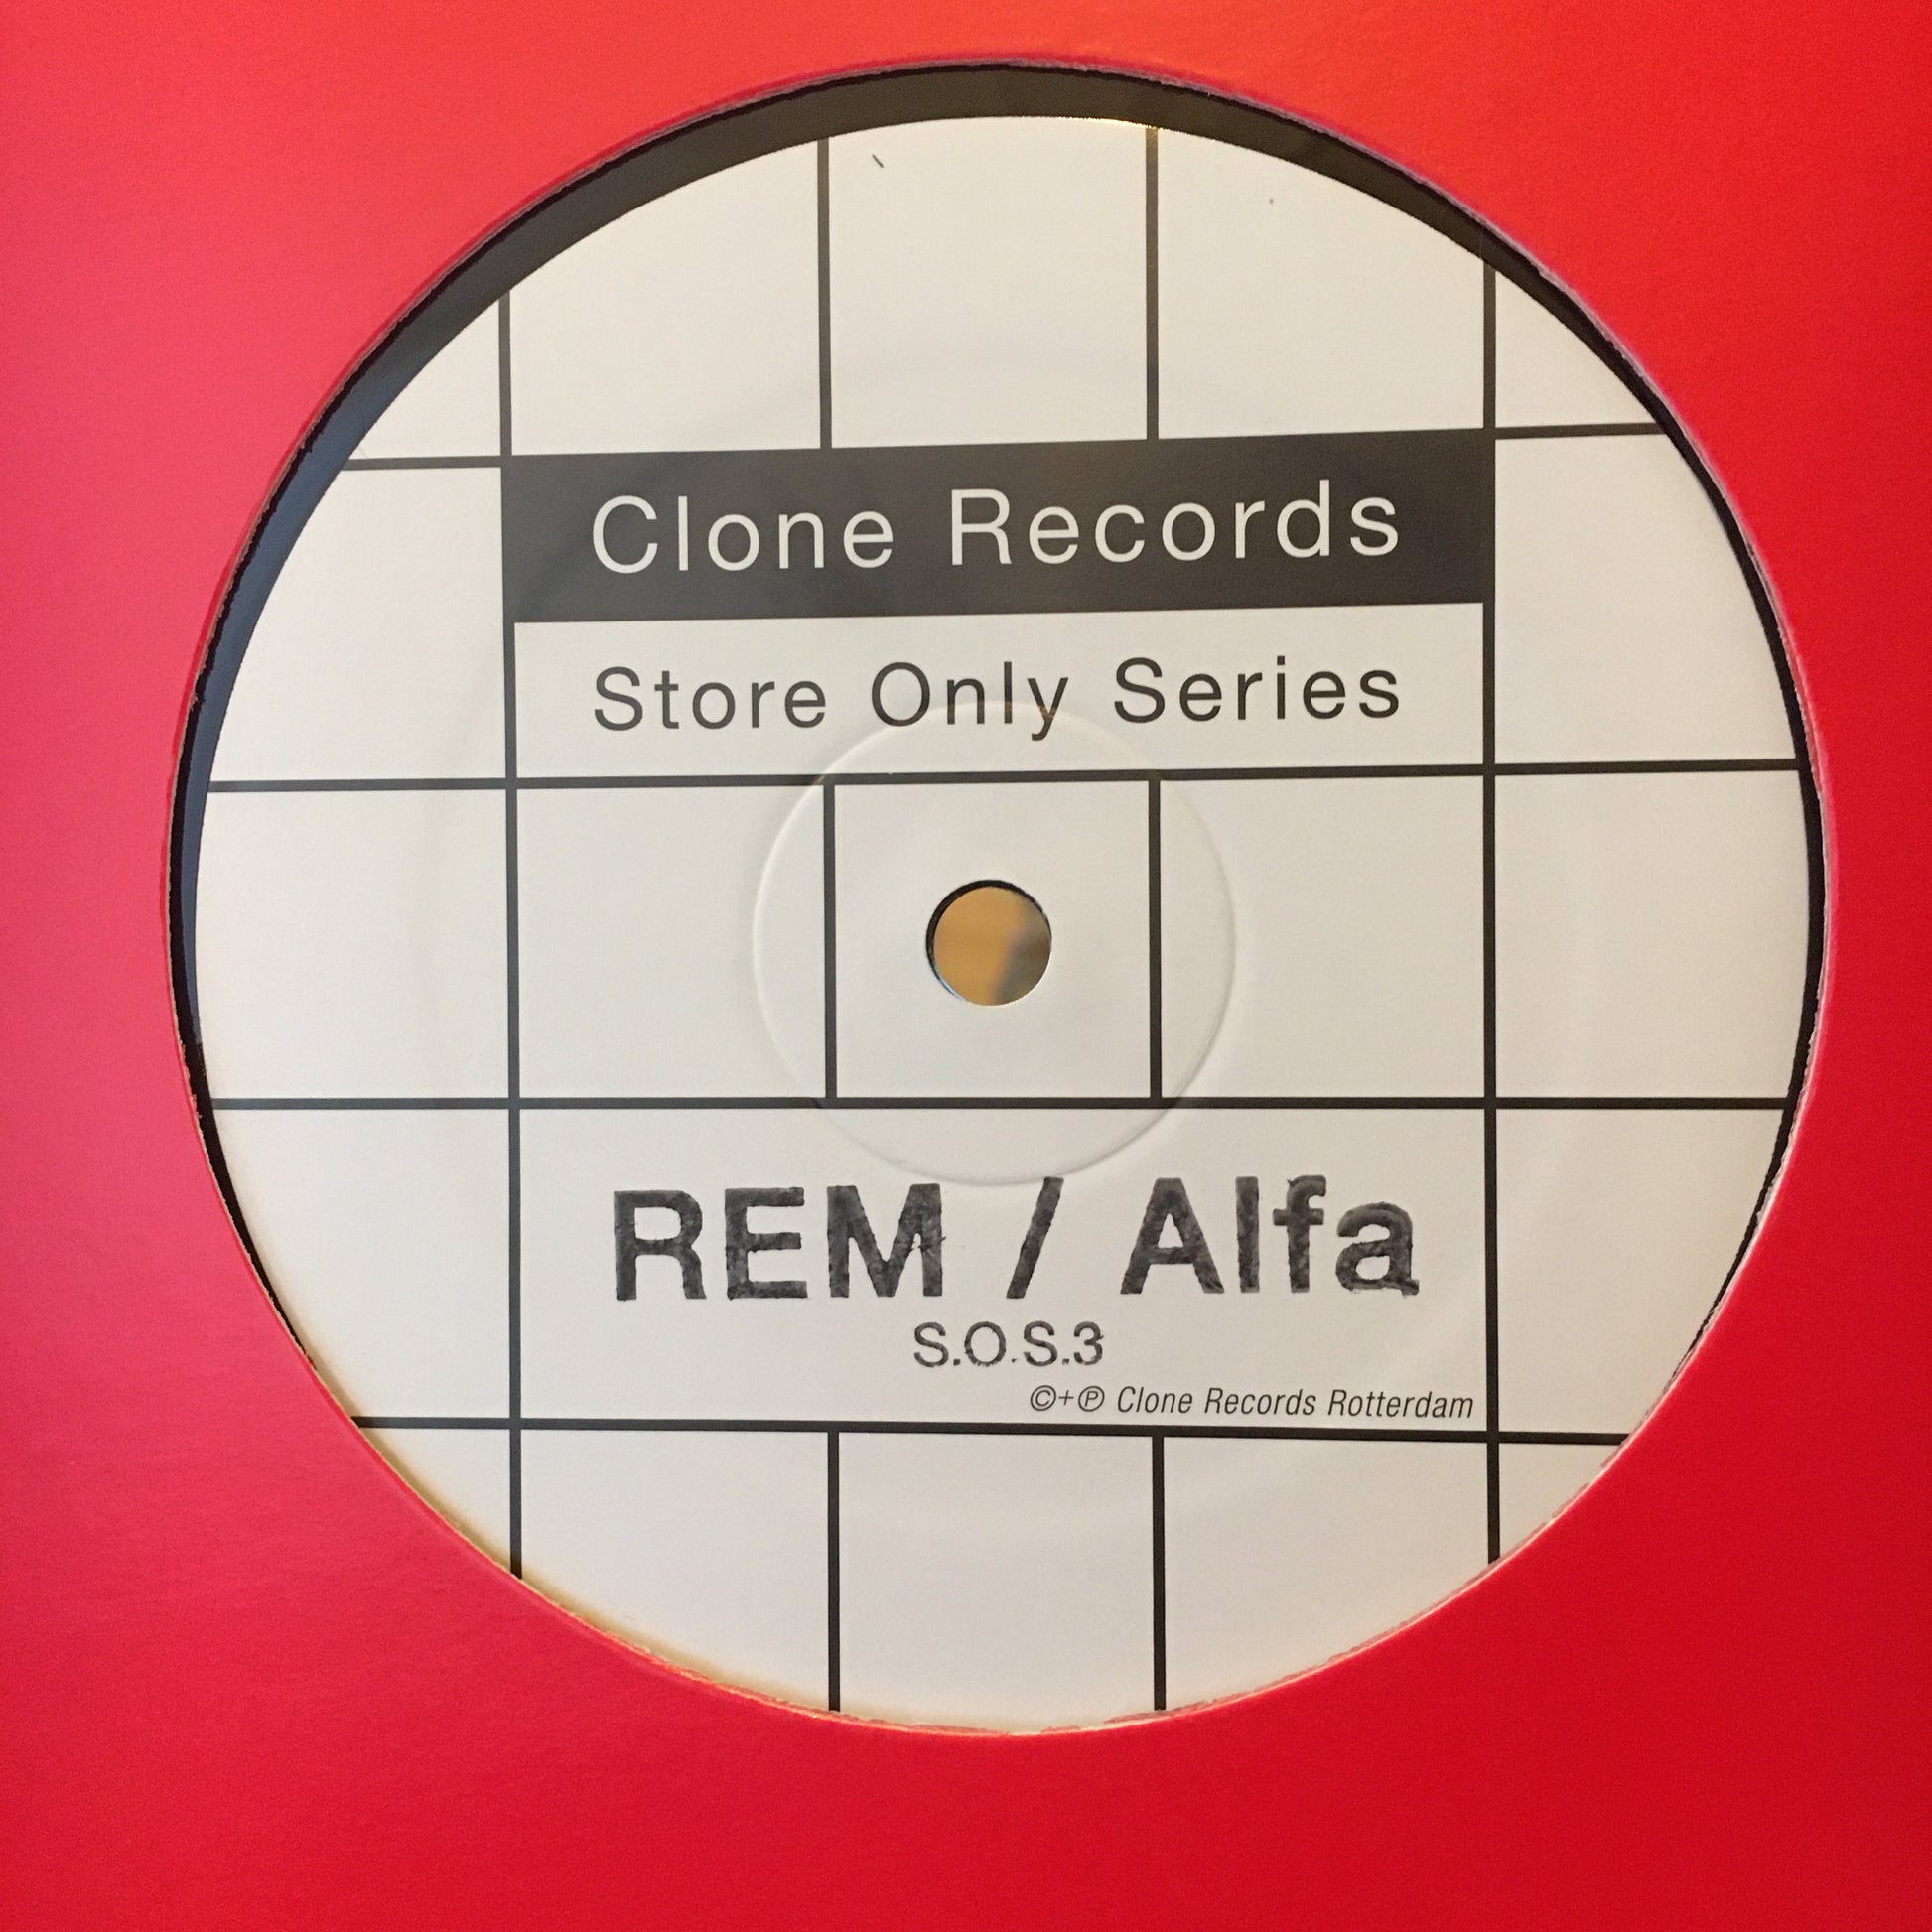 Clone Records
Store Only Series
REM / Alfa
S.O.S.3
©+℗ Clone Records Rotterdam